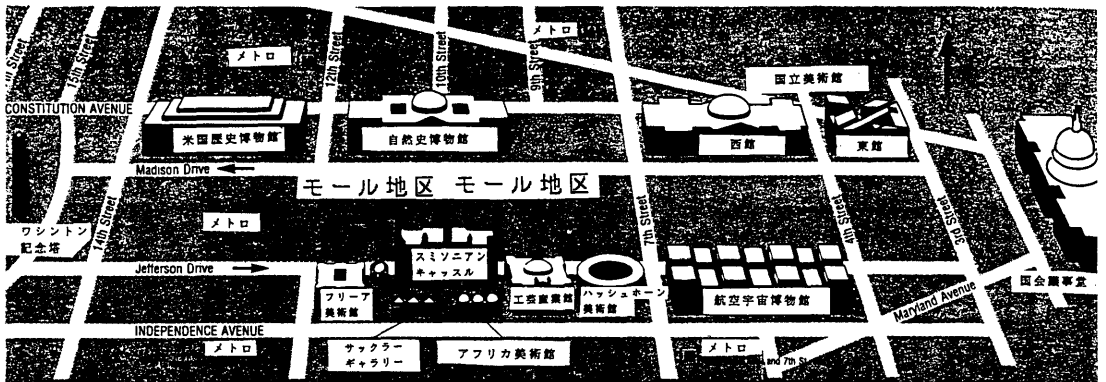 メトロ
メトロ
15th Street
12th Street
10th Street
9th Street
国立美術館
CONSTITUTION AVENUE
米国歴史博物館
自然史博物館
西館
東館
Madison Drive
モール地区 モール地区
メトロ
ワシントン
記念塔
14th Street
7th Street
4th Street
3rd Street
スミソニアン
キャッスル
Jefferson Drive
フリーア
美術館
工芸産業館
ハッシュホーン
美術館
航空宇宙博物館
国会議事堂
Maryland Avenue
INDEPENDENCE AVENUE
メトロ
サックラー
ギャラリー
アフリカ美術館
メトロ
and 7th St